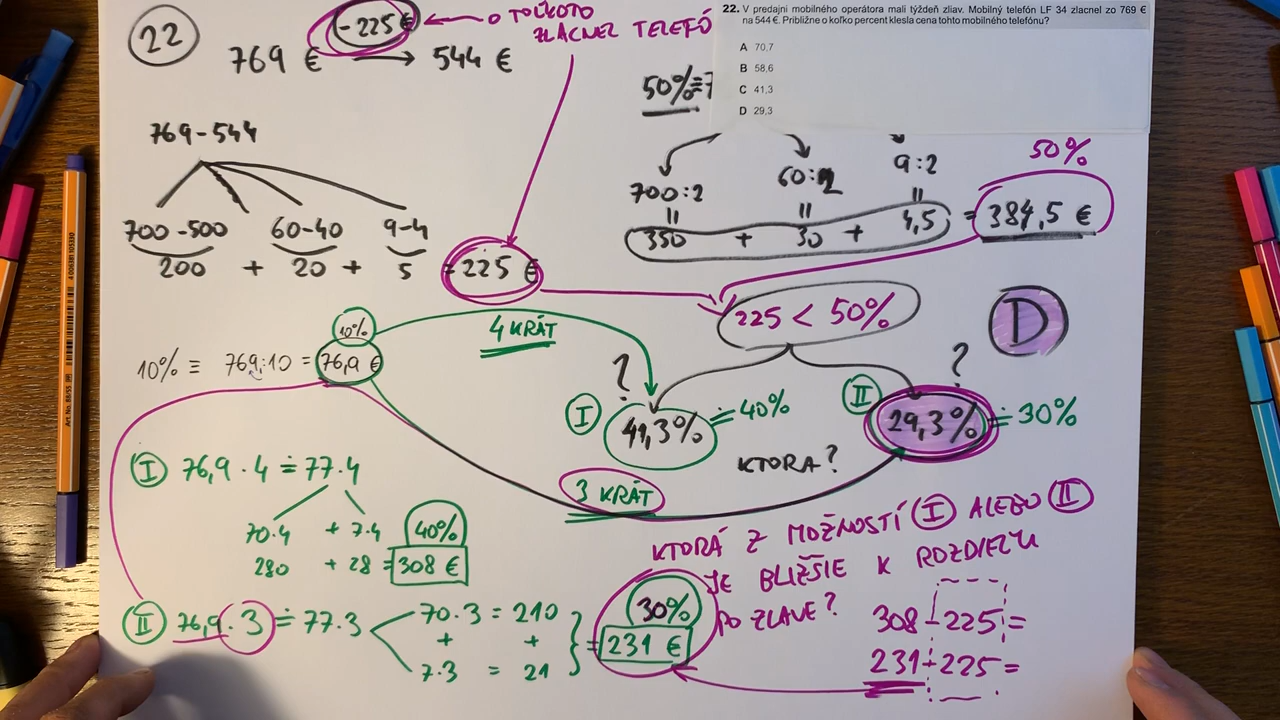 22. V predajni mobilného operátora mali týždeň zliav. Mobilný telefón LF 34 zlacnel zo 769 €
na 544 €. Približne o koľko percent klesla cena tohto mobilného telefónu?
A 70,7
B 58,6
C 41,3
D 29,3
22
-225 €
O TOĽKOTO
ZLACNEL TELEFÓ
769 € → 544 €
50% = 7
769-544
700-500 60-40 9-4
200 + 20 + 5 = 225 €
700:2 60:2 9:2
350 + 30 + 4,5 = 384,5 €
50%
225 < 50%
D
10%
10% ≡ 769:10 = 76,9 €
4 KRÁT
? ?
I 41,3% ≐ 40%
II 29,3% ≐ 30%
KTORÁ?
3 KRÁT
I 76,9 . 4 ≐ 77.4
70.4 + 7.4 40%
280 + 28 = 308 €
II 76,9 . 3 ≐ 77.3
70.3 = 210
+ +
7.3 = 21
30%
= 231 €
KTORÁ Z MOŽNOSTÍ I ALEBO II
JE BLIŽŠIE K ROZDIELU
PO ZĽAVE?
308 - 225 =
231 - 225 =